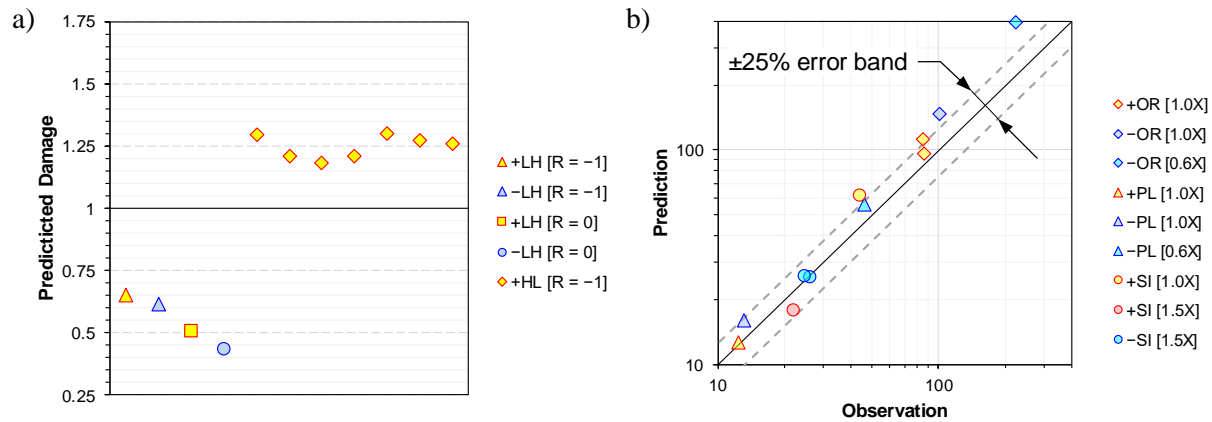 a)
1.75
1.5
1.25
1
0.75
0.5
0.25
Predicticted Damage
+LH [R = −1]
−LH [R = −1]
+LH [R = 0]
−LH [R = 0]
+HL [R = −1]
b)
±25% error band
100
10
Prediction
10
100
Observation
+OR [1.0X]
−OR [1.0X]
−OR [0.6X]
+PL [1.0X]
−PL [1.0X]
−PL [0.6X]
+SI [1.0X]
+SI [1.5X]
−SI [1.5X]